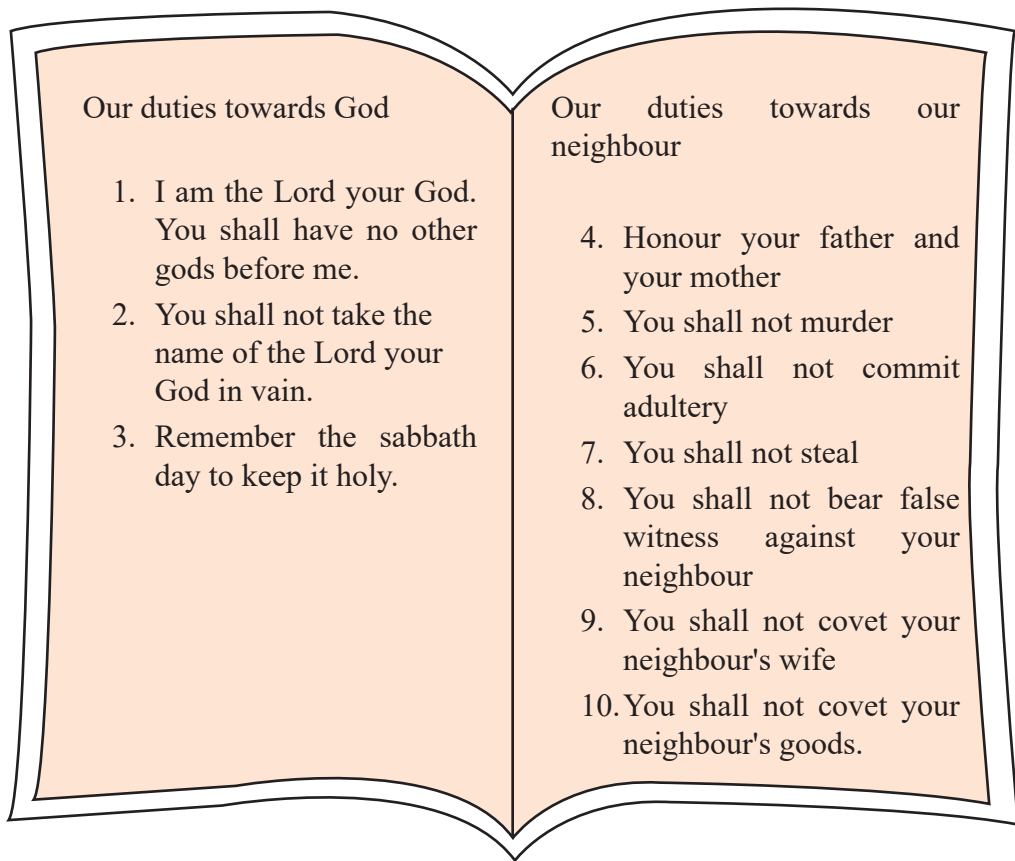 Our duties towards God
1. I am the Lord your God.
You shall have no other
gods before me.
2. You shall not take the
name of the Lord your
God in vain.
3. Remember the sabbath
day to keep it holy.
Our duties towards our
neighbour
4. Honour your father and
your mother
5. You shall not murder
6. You shall not commit
adultery
7. You shall not steal
8. You shall not bear false
witness against your
neighbour
9. You shall not covet your
neighbour's wife
10. You shall not covet your
neighbour's goods.